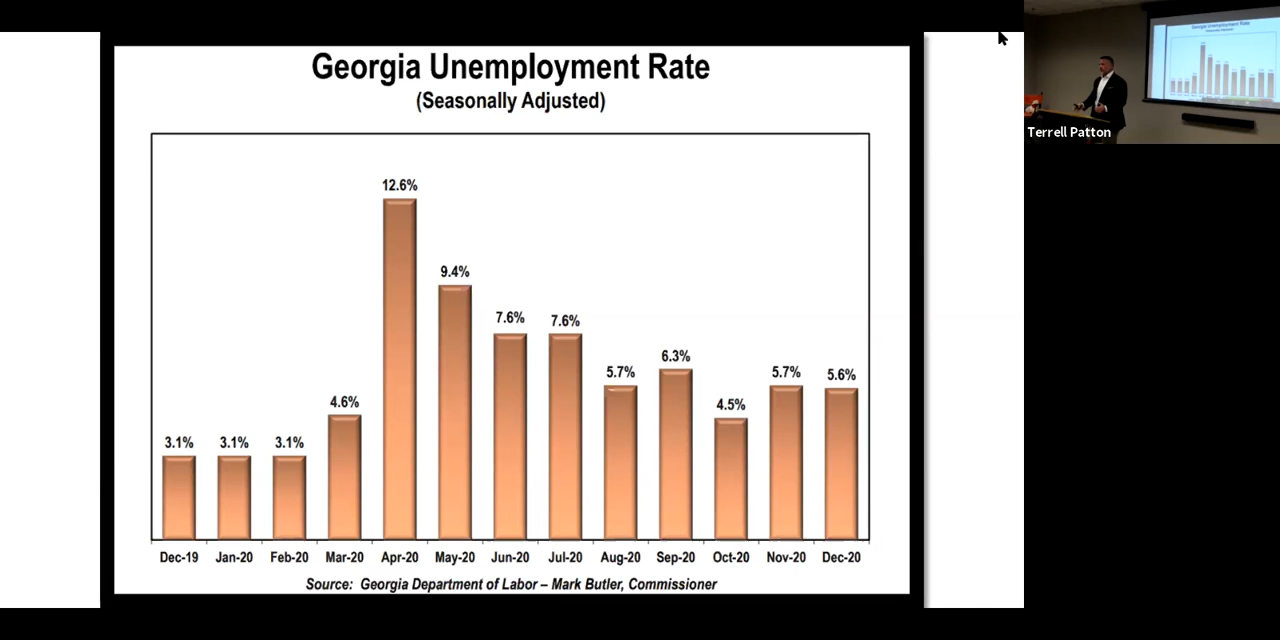 Georgia Unemployment Rate
(Seasonally Adjusted)
12.6%
9.4%
7.6%
7.6%
6.3%
5.7%
5.7%
5.6%
4.6%
4.5%
3.1%
3.1%
3.1%
Dec-19 Jan-20 Feb-20 Mar-20 Apr-20 May-20 Jun-20 Jul-20 Aug-20 Sep-20 Oct-20 Nov-20 Dec-20
Source: Georgia Department of Labor – Mark Butler, Commissioner
Georgia Unemployment Rate
Terrell Patton